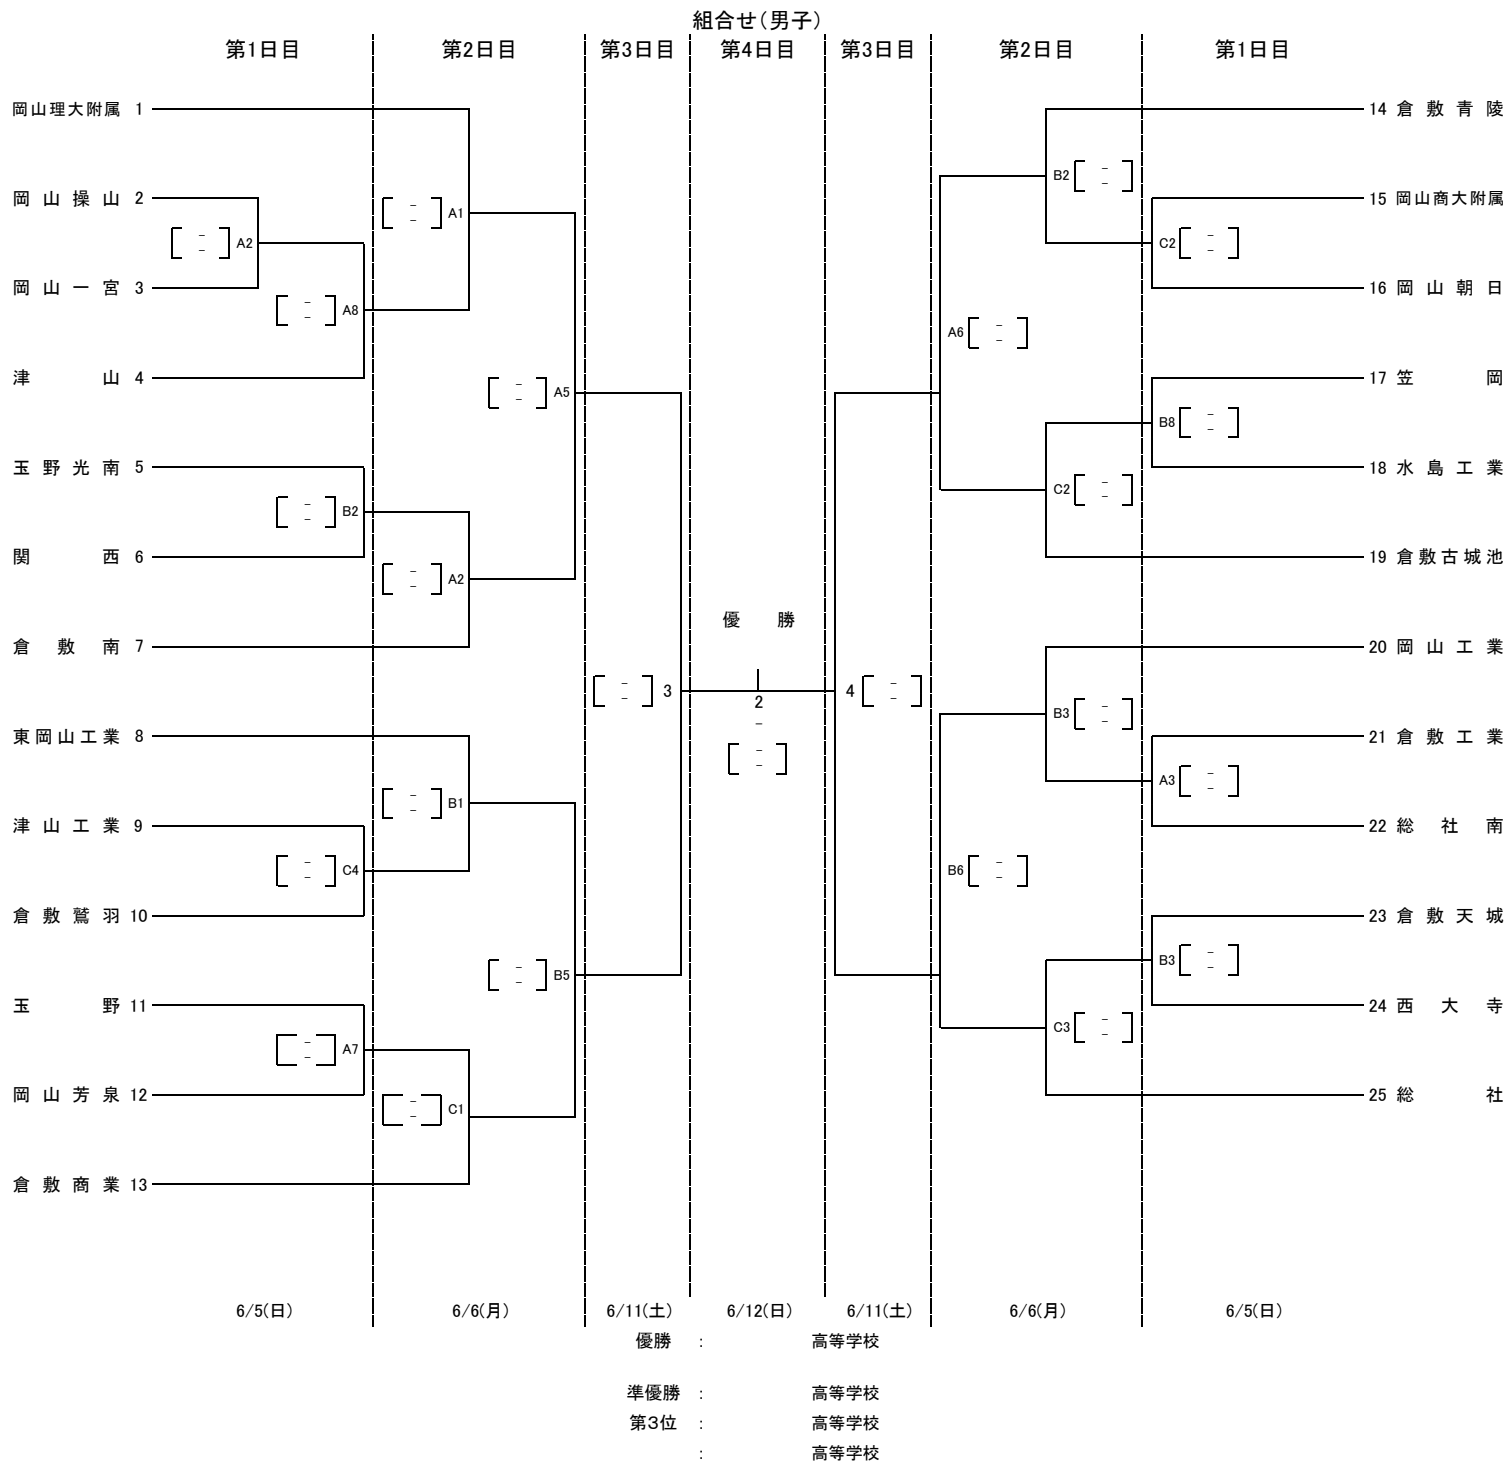 組合せ(男子)
第1日目 第2日目 第3日目 第4日目 第3日目 第2日目 第1日目
岡山理大附属 1 14 倉敷青陵
B2 - -
岡山操山 2 15 岡山商大附属
- - A1
- - A2 C2 - -
岡山一宮 3 16 岡山朝日
- - A8
A6 - -
津山 4 17 笠岡
- - A5
B8 - -
玉野光南 5 18 水島工業
C2 - -
- - B2
関西 6 19 倉敷古城池
- - A2
優勝
倉敷南 7 20 岡山工業
- - 3 4 - -
2
B3 - -
-
東岡山工業 8 21 倉敷工業
- -
A3 - -
- - B1
津山工業 9 22 総社南
- - C4 B6 - -
倉敷鷲羽 10 23 倉敷天城
B3 - -
- - B5
玉野 11 24 西大寺
C3 - -
- - A7
岡山芳泉 12 25 総社
- - C1
倉敷商業 13
6/5(日) 6/6(月) 6/11(土) 6/12(日) 6/11(土) 6/6(月) 6/5(日)
優勝 : 高等学校
準優勝 : 高等学校
第3位 : 高等学校
: 高等学校